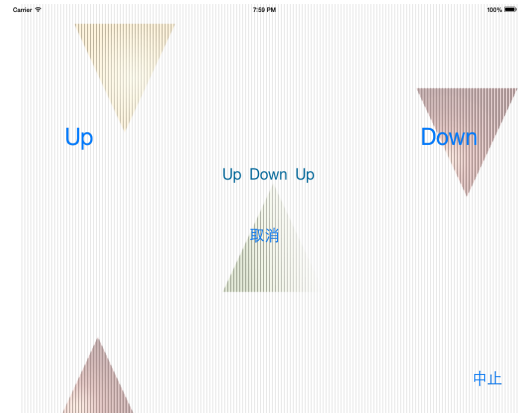 Carrier 7:59 PM 100%
Up Down
Up Down Up
取消
中止